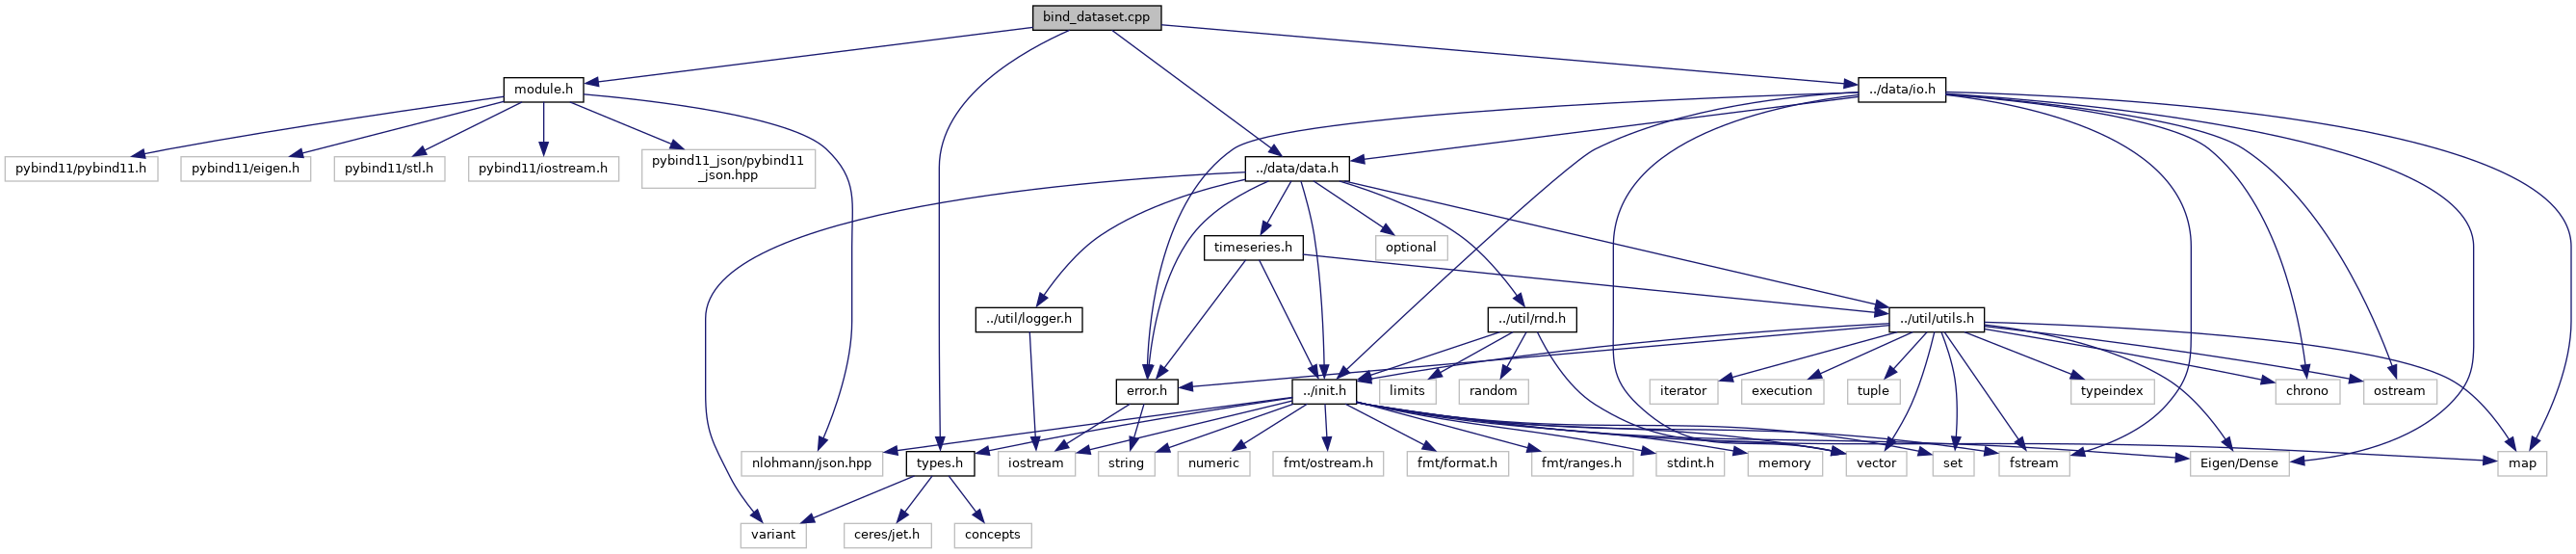 bind_dataset.cpp
module.h
../data/io.h
pybind11/pybind11.h
pybind11/eigen.h
pybind11/stl.h
pybind11/iostream.h
pybind11_json/pybind11
_json.hpp
../data/data.h
timeseries.h
optional
../util/logger.h
../util/rnd.h
../util/utils.h
error.h
../init.h
limits
random
iterator
execution
tuple
typeindex
chrono
ostream
nlohmann/json.hpp
types.h
iostream
string
numeric
fmt/ostream.h
fmt/format.h
fmt/ranges.h
stdint.h
memory
vector
set
fstream
Eigen/Dense
map
variant
ceres/jet.h
concepts